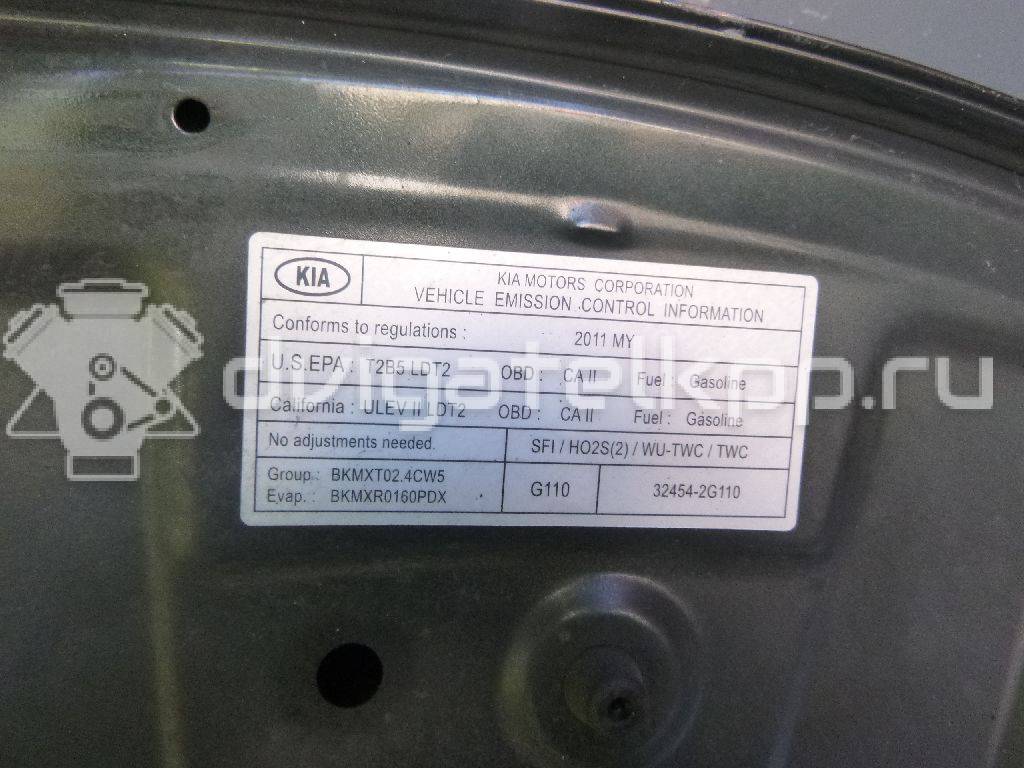 KIA
KIA MOTORS CORPORATION
VEHICLE EMISSION CONTROL INFORMATION
Conforms to regulations : 2011 MY
U.S.EPA : T2B5 LDT2 OBD : CA II Fuel : Gasoline
California : ULEV II LDT2 OBD : CA II Fuel : Gasoline
No adjustments needed. SFI / HO2S(2) / WU-TWC / TWC
Group : BKMXT02.4CW5
Evap. : BKMXR0160PDX
G110 32454-2G110
dvigatelkpp.ru